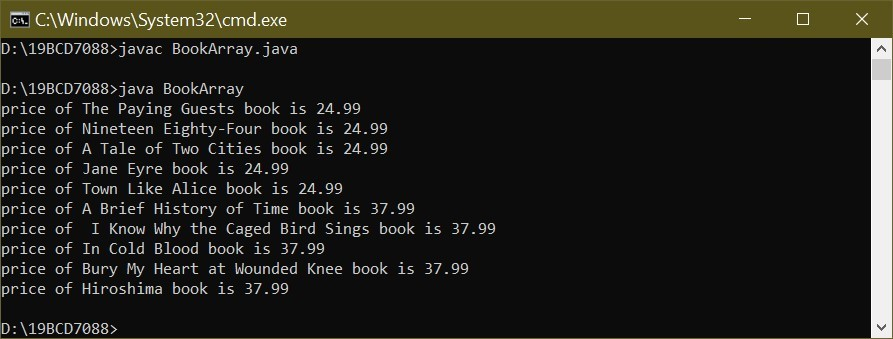 C:\Windows\System32\cmd.exe
D:\19BCD7088>javac BookArray.java
D:\19BCD7088>java BookArray
price of The Paying Guests book is 24.99
price of Nineteen Eighty-Four book is 24.99
price of A Tale of Two Cities book is 24.99
price of Jane Eyre book is 24.99
price of Town Like Alice book is 24.99
price of A Brief History of Time book is 37.99
price of  I Know Why the Caged Bird Sings book is 37.99
price of In Cold Blood book is 37.99
price of Bury My Heart at Wounded Knee book is 37.99
price of Hiroshima book is 37.99
D:\19BCD7088>